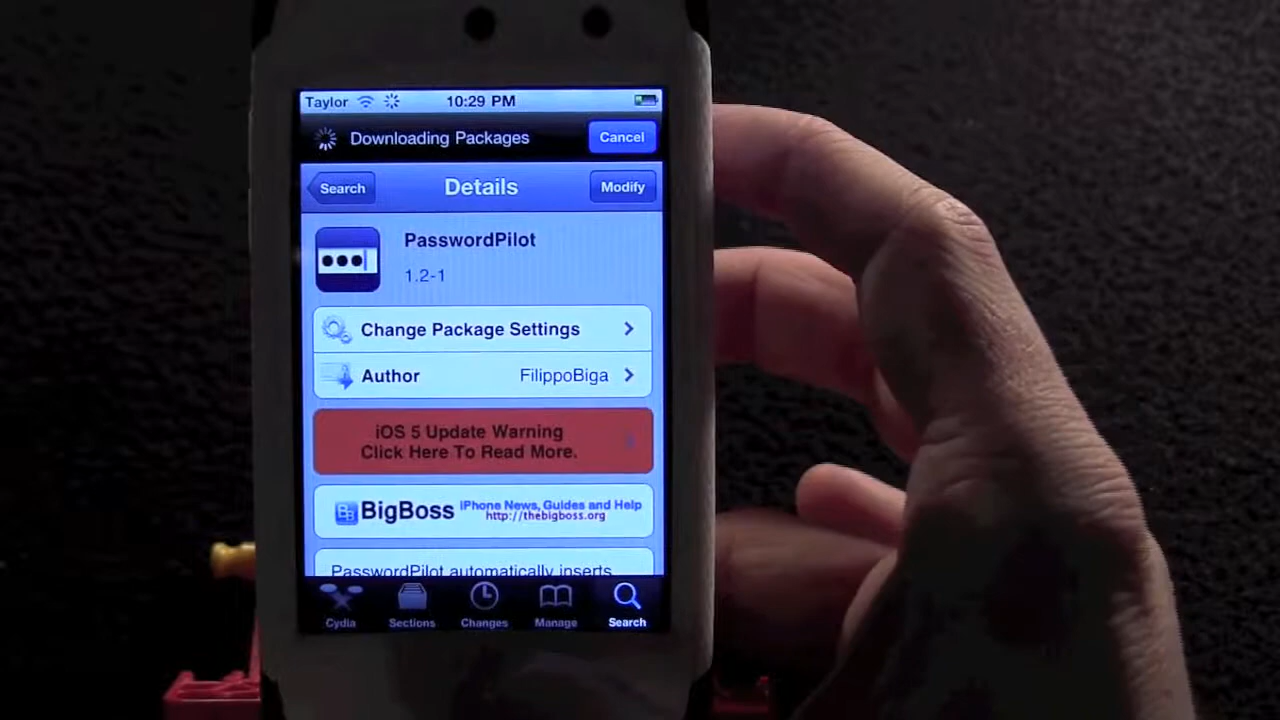 Taylor 10:29 PM
Downloading Packages Cancel
Search Details Modify
PasswordPilot
1.2-1
Change Package Settings
Author FilippoBiga
iOS 5 Update Warning
Click Here To Read More.
BigBoss iPhone News, Guides and Help
http://thebigboss.org
PasswordPilot automatically inserts
Cydia Sections Changes Manage Search